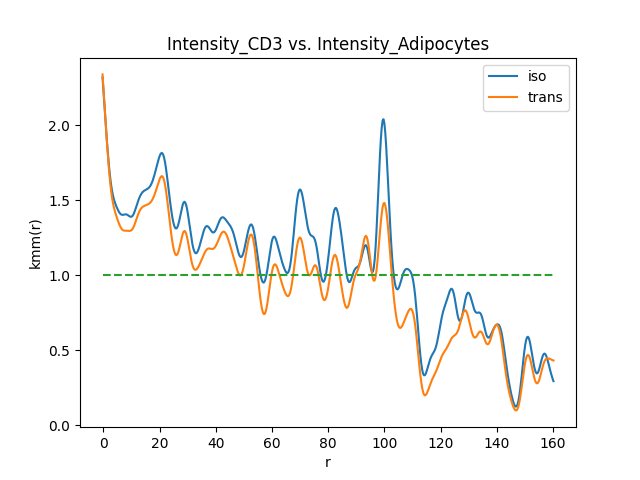 Intensity_CD3 vs. Intensity_Adipocytes
iso
trans
kmm(r)
2.0
1.5
1.0
0.5
0.0
0 20 40 60 80 100 120 140 160
r